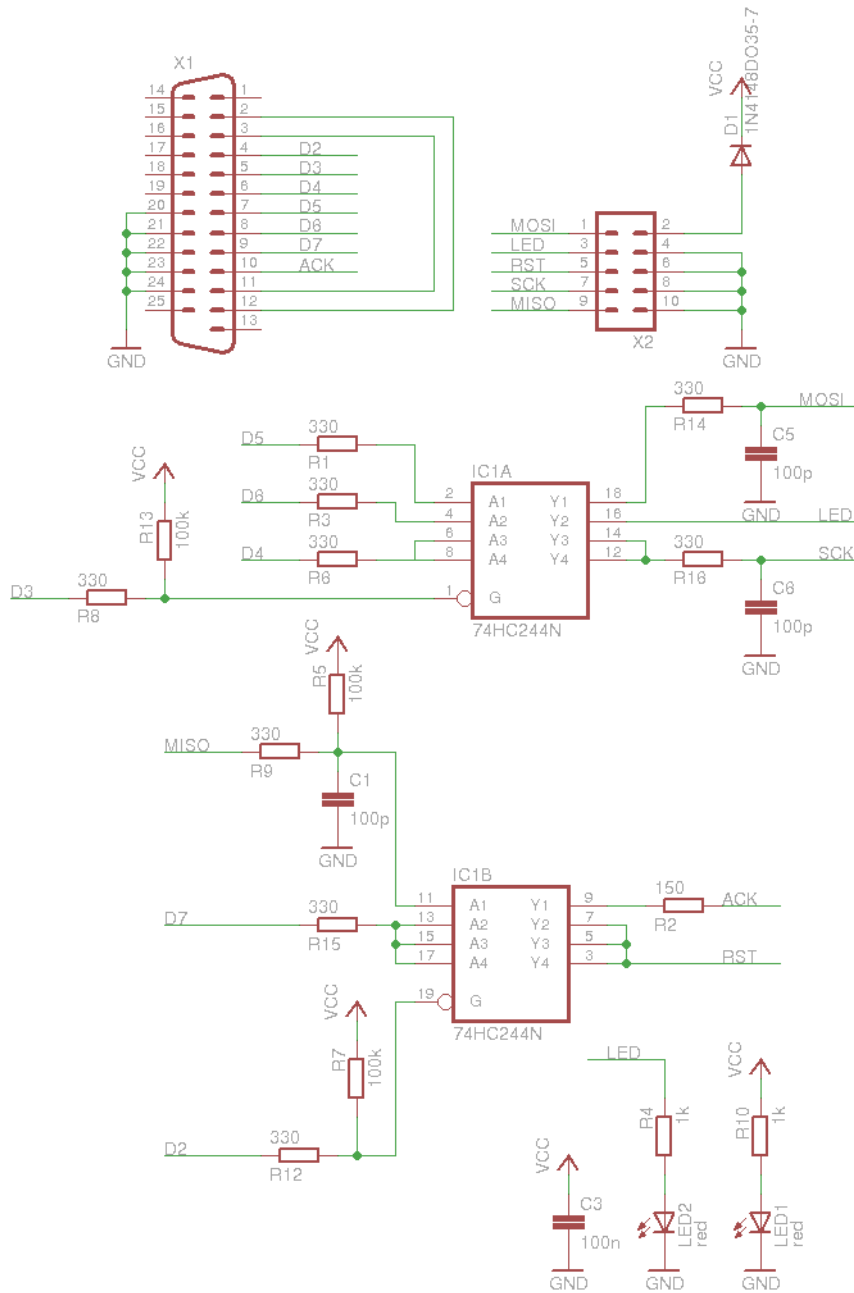 X1
14 1
15 2
16 3
17 4 D2
18 5 D3
19 6 D4
20 7 D5
21 8 D6
22 9 D7
23 10 ACK
24 11
25 12
13
GND
VCC
D1
1N4148DO35-7
MOSI 1 2
LED 3 4
RST 5 6
SCK 7 8
MISO 9 10
X2
GND
330
R14
MOSI
C5
100p
GND
D5
330
R1
D6
330
R3
D4
330
R6
VCC
R13
100k
D3
330
R8
IC1A
2 A1 Y1 18
4 A2 Y2 16
6 A3 Y3 14
8 A4 Y4 12
1 G
74HC244N
LED
330
R16
SCK
C6
100p
GND
VCC
R5
100k
MISO
330
R9
C1
100p
GND
IC1B
11 A1 Y1 9
13 A2 Y2 7
15 A3 Y3 5
17 A4 Y4 3
19 G
74HC244N
150
R2
ACK
RST
D7
330
R15
VCC
R7
100k
D2
330
R12
LED
R4
1k
LED2
red
GND
VCC
R10
1k
LED1
red
GND
VCC
C3
100n
GND